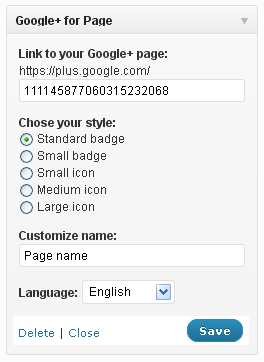 Google+ for Page
Link to your Google+ page:
https://plus.google.com/
111145877060315232068
Chose your style:
Standard badge
Small badge
Small icon
Medium icon
Large icon
Customize name:
Page name
Language: English
Delete | Close Save